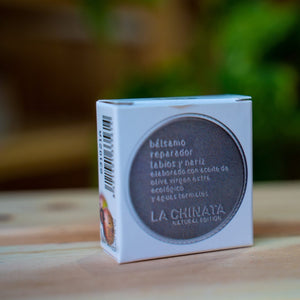 bálsamo
reparador
labios y nariz
elaborado con aceite de
oliva virgen extra
ecológico
y aguas termales
LA CHINATA
NATURAL EDITION